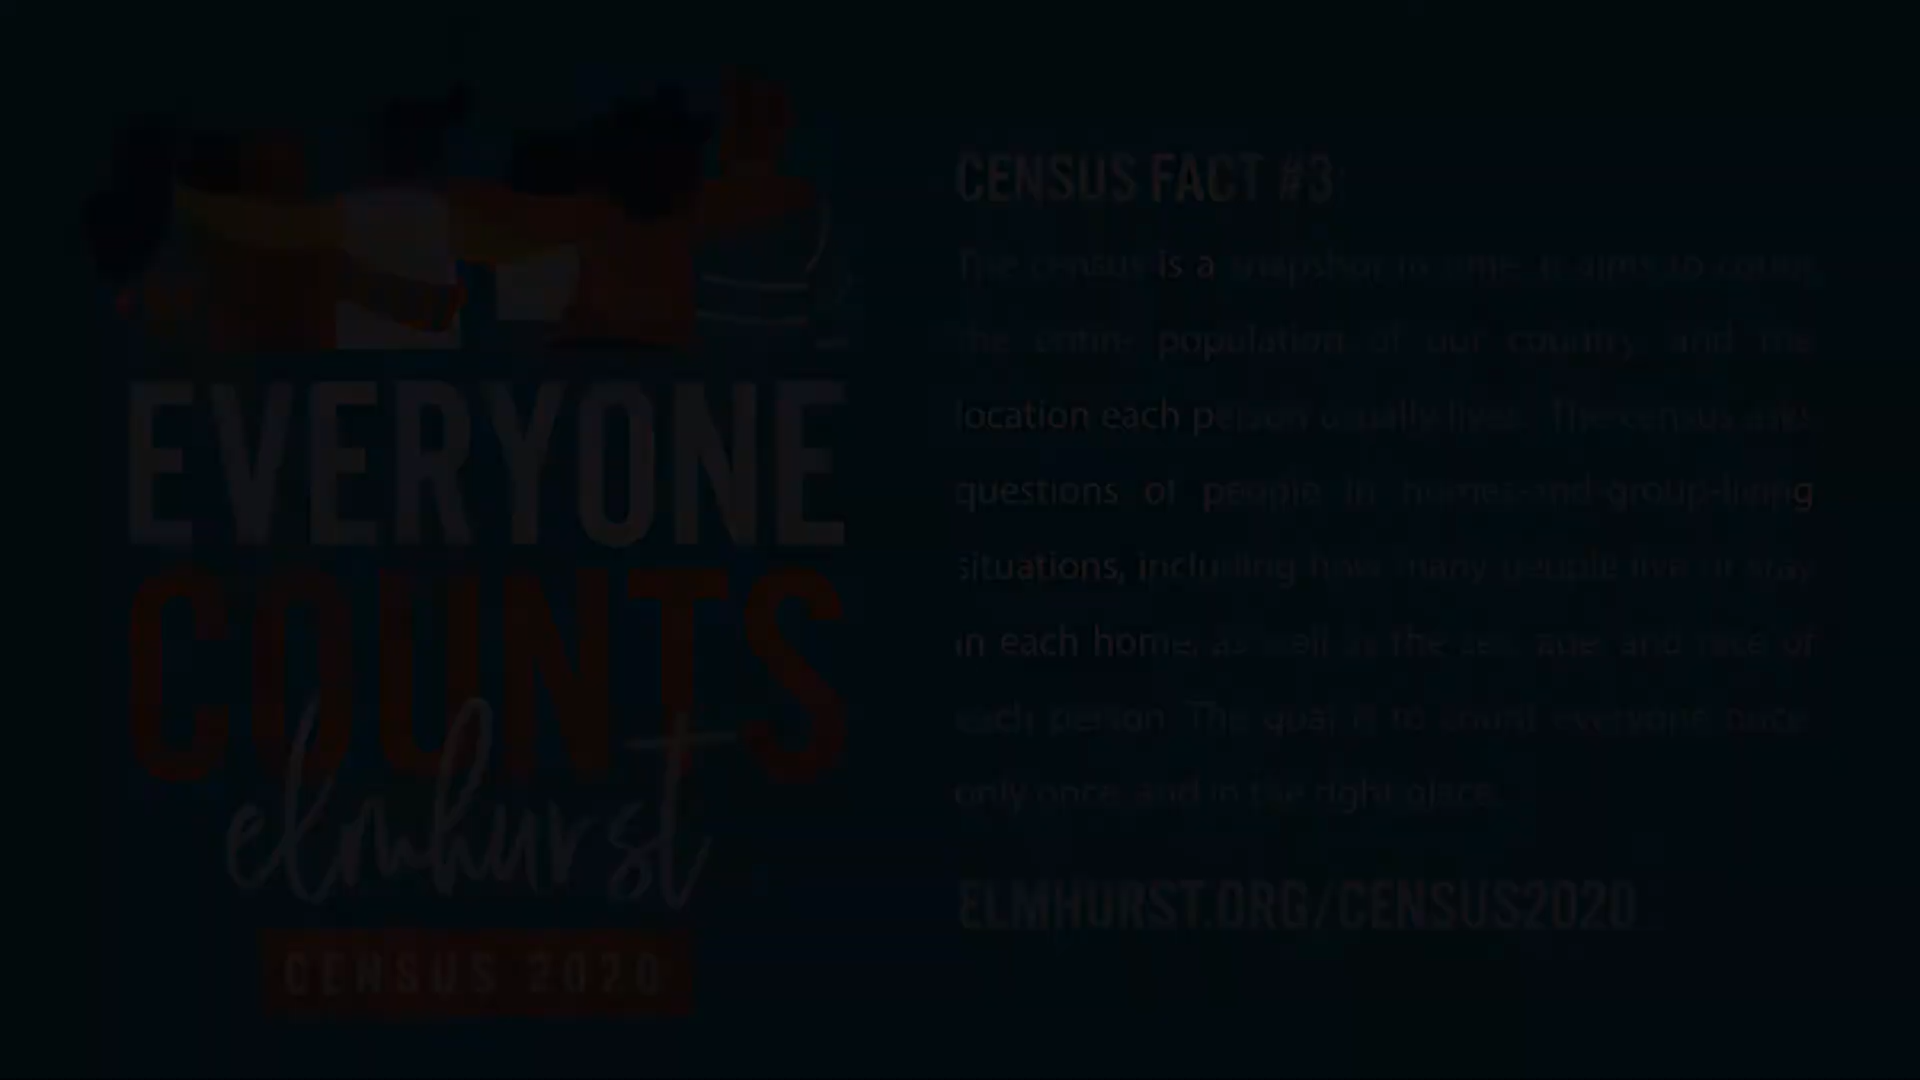 EVERYONE
COUNTS
elmhurst
CENSUS 2020
CENSUS FACT #3
The census is a snapshot in time. It aims to count
the entire population of our country, and the
location each person usually lives. The census asks
questions of people in homes and group-living
situations, including how many people live or stay
in each home, as well as the sex, age, and race of
each person. The goal is to count everyone once,
only once, and in the right place.
ELMHURST.ORG/CENSUS2020